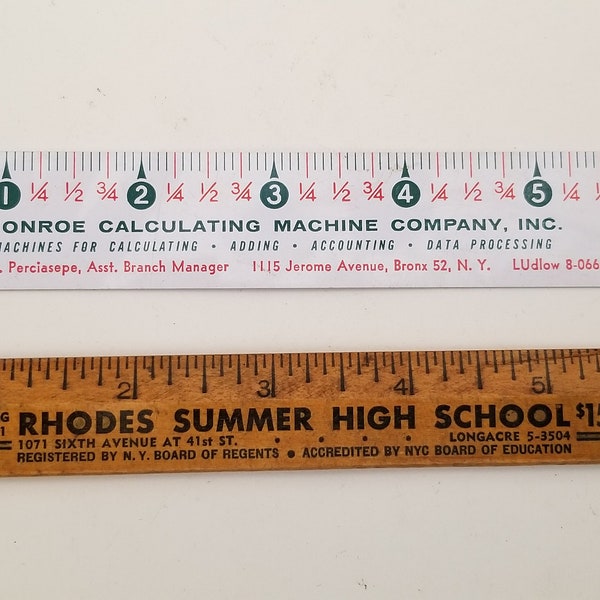 1 ¼ ½ ¾ 2 ¼ ½ ¾ 3 ¼ ½ ¾ 4 ¼ ½ ¾ 5 ¼
ONROE CALCULATING MACHINE COMPANY, INC.
MACHINES FOR CALCULATING • ADDING • ACCOUNTING • DATA PROCESSING
. Perciasepe, Asst. Branch Manager 1115 Jerome Avenue, Bronx 52, N. Y. LUdlow 8-066
2 3 4 5
RHODES SUMMER HIGH SCHOOL $15
1071 SIXTH AVENUE AT 41st ST. • • • • LONGACRE 5-3504
REGISTERED BY N.Y. BOARD OF REGENTS • ACCREDITED BY NYC BOARD OF EDUCATION